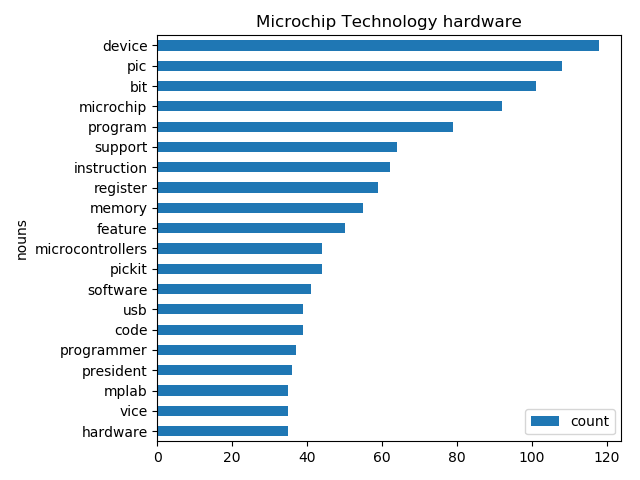 Microchip Technology hardware
device
pic
bit
microchip
program
support
instruction
register
memory
feature
microcontrollers
pickit
software
usb
code
programmer
president
mplab
vice
hardware
nouns
count
0 20 40 60 80 100 120